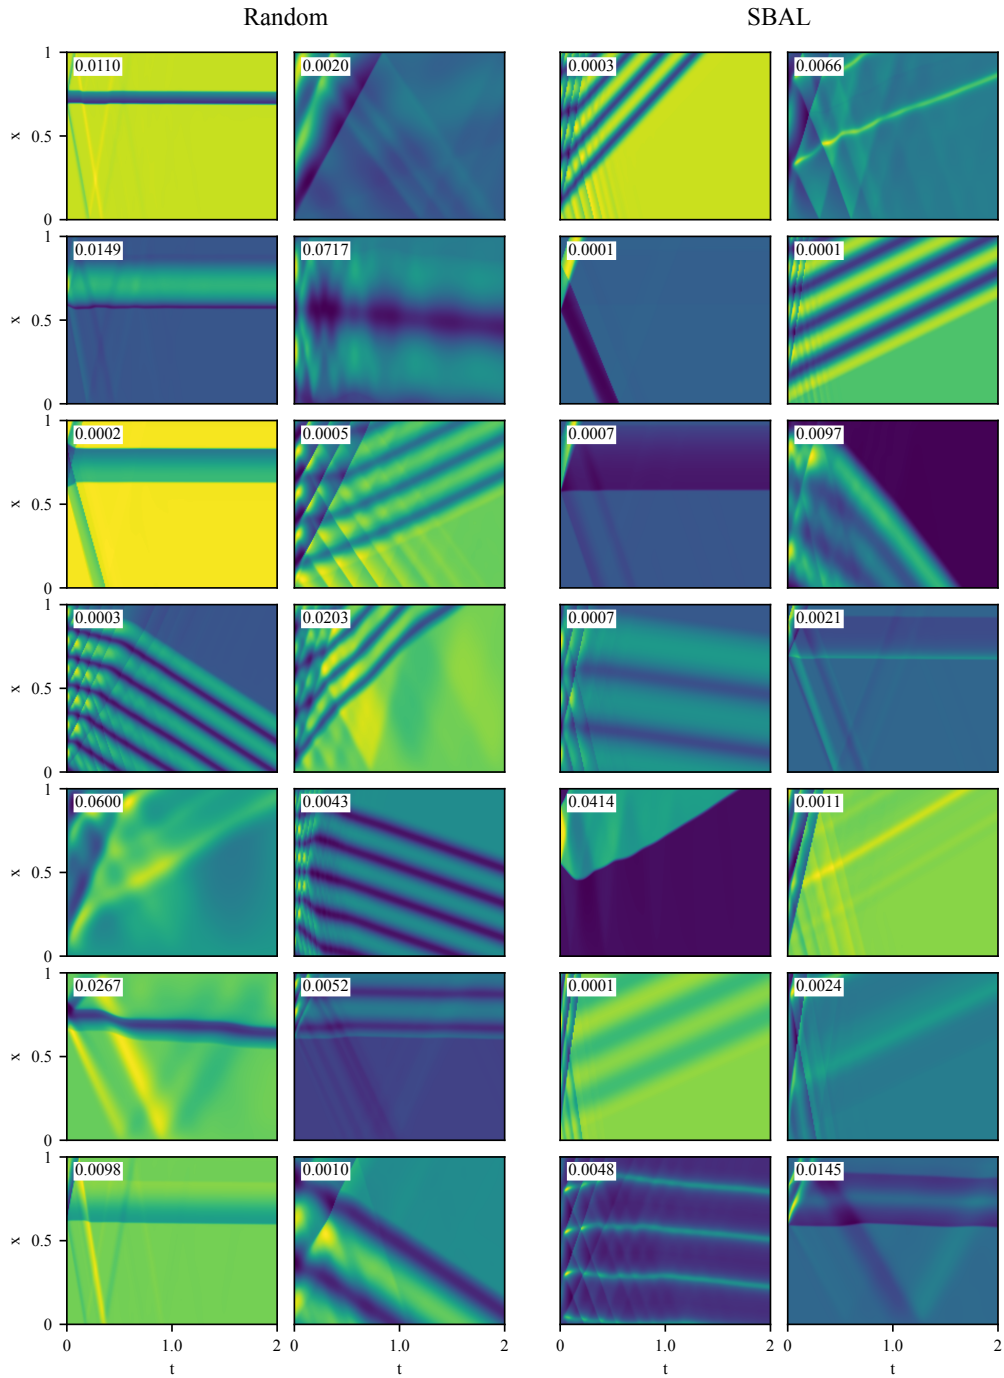 Random SBAL
1 0.0110 0.0020 0.0003 0.0066
x 0.5
0
1 0.0149 0.0717 0.0001 0.0001
x 0.5
0
1 0.0002 0.0005 0.0007 0.0097
x 0.5
0
1 0.0003 0.0203 0.0007 0.0021
x 0.5
0
1 0.0600 0.0043 0.0414 0.0011
x 0.5
0
1 0.0267 0.0052 0.0001 0.0024
x 0.5
0
1 0.0098 0.0010 0.0048 0.0145
x 0.5
0
0 1.0 2 0 1.0 2 0 1.0 2 0 1.0 2
t t t t